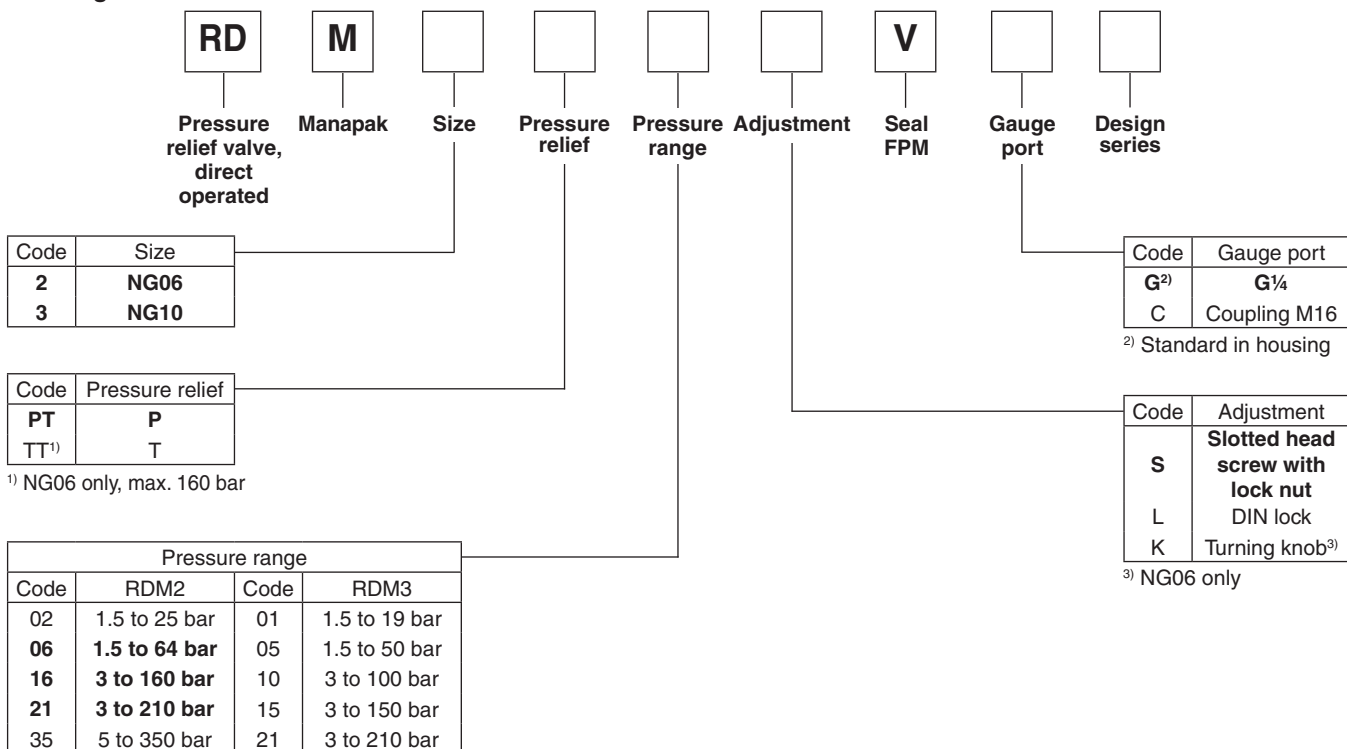 RD M V
Pressure relief valve, direct operated
Manapak
Size
Pressure relief
Pressure range
Adjustment
Seal FPM
Gauge port
Design series
Code Size
2 NG06
3 NG10
Code Pressure relief
PT P
TT1) T
1) NG06 only, max. 160 bar
Pressure range
Code RDM2 Code RDM3
02 1.5 to 25 bar 01 1.5 to 19 bar
06 1.5 to 64 bar 05 1.5 to 50 bar
16 3 to 160 bar 10 3 to 100 bar
21 3 to 210 bar 15 3 to 150 bar
35 5 to 350 bar 21 3 to 210 bar
Code Gauge port
G2) G¼
C Coupling M16
2) Standard in housing
Code Adjustment
S Slotted head screw with lock nut
L DIN lock
K Turning knob3)
3) NG06 only